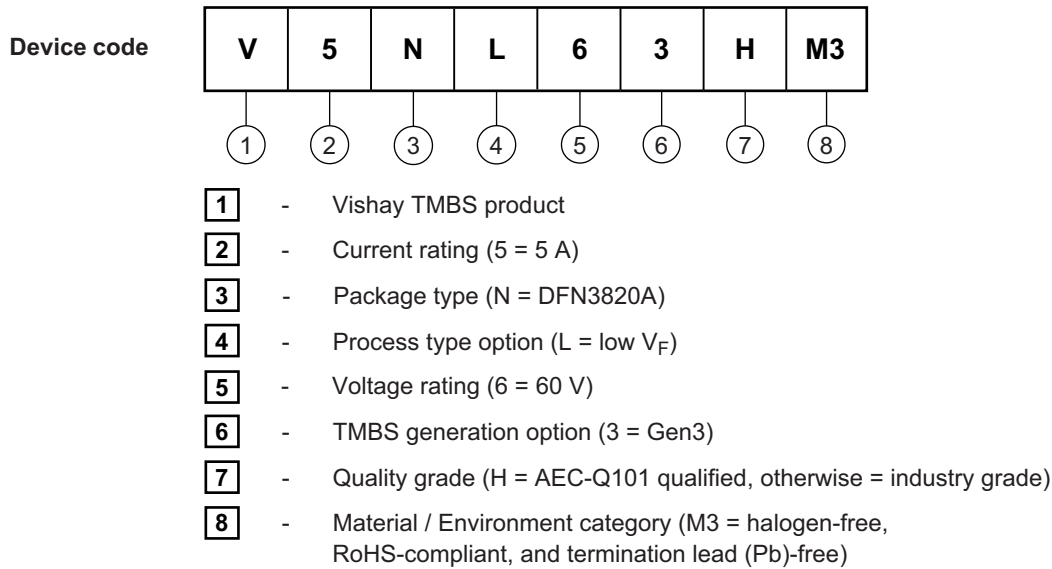 Device code V 5 N L 6 3 H M3
1 2 3 4 5 6 7 8
1 - Vishay TMBS product
2 - Current rating (5 = 5 A)
3 - Package type (N = DFN3820A)
4 - Process type option (L = low VF)
5 - Voltage rating (6 = 60 V)
6 - TMBS generation option (3 = Gen3)
7 - Quality grade (H = AEC-Q101 qualified, otherwise = industry grade)
8 - Material / Environment category (M3 = halogen-free,
RoHS-compliant, and termination lead (Pb)-free)